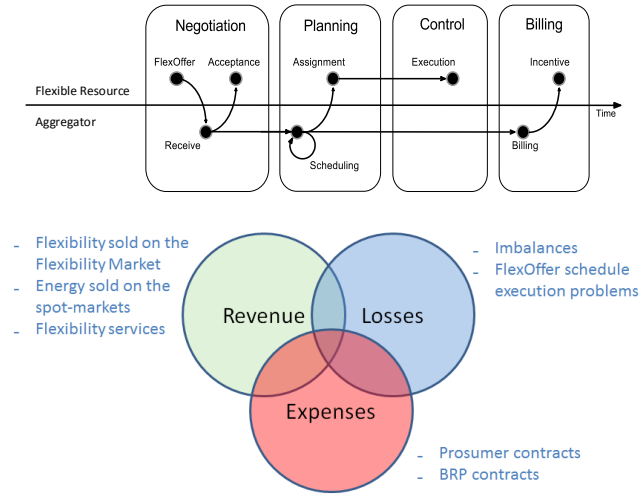 Negotiation
Planning
Control
Billing
FlexOffer
Acceptance
Assignment
Execution
Incentive
Flexible Resource
Time
Aggregator
Receive
Scheduling
Billing
- Flexibility sold on the
Flexibility Market
- Energy sold on the
spot-markets
- Flexibility services
- Imbalances
- FlexOffer schedule
execution problems
Revenue
Losses
Expenses
- Prosumer contracts
- BRP contracts